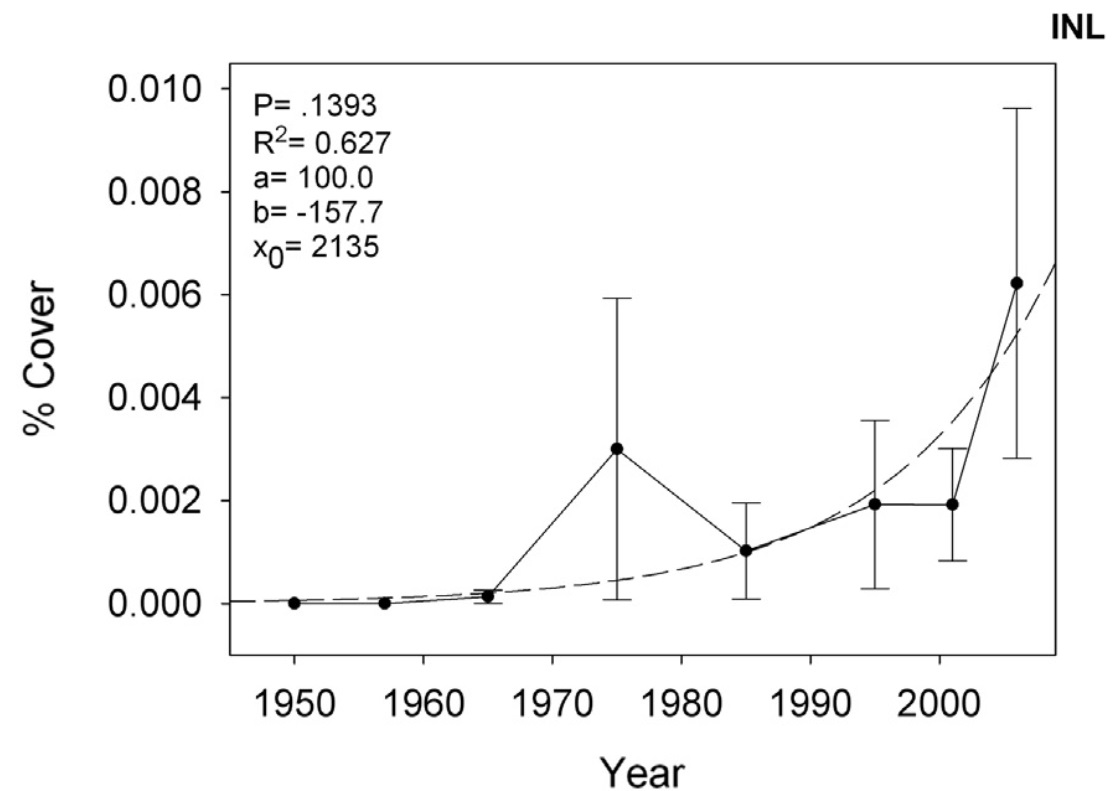 INL
P= .1393
R²= 0.627
a= 100.0
b= -157.7
x₀= 2135
0.010
0.008
0.006
0.004
0.002
0.000
% Cover
1950 1960 1970 1980 1990 2000
Year